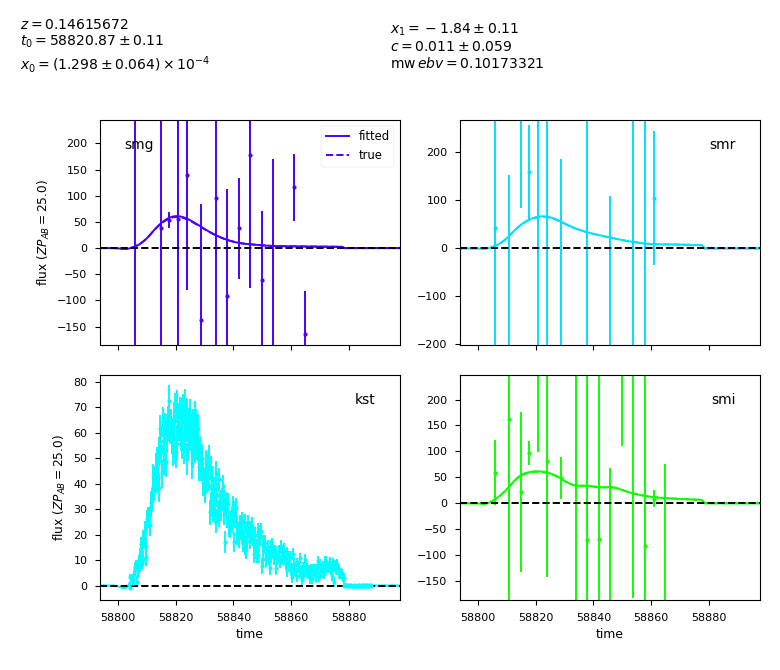 z = 0.14615672
t0 = 58820.87 ± 0.11
x0 = (1.298 ± 0.064) × 10^-4
x1 = −1.84 ± 0.11
c = 0.011 ± 0.059
mw ebv = 0.10173321
smg
fitted
true
200
150
100
50
0
−50
−100
−150
flux (ZP_AB = 25.0)
smr
200
100
0
−100
−200
kst
80
70
60
50
40
30
20
10
0
flux (ZP_AB = 25.0)
58800 58820 58840 58860 58880
time
smi
200
150
100
50
0
−50
−100
−150
58800 58820 58840 58860 58880
time